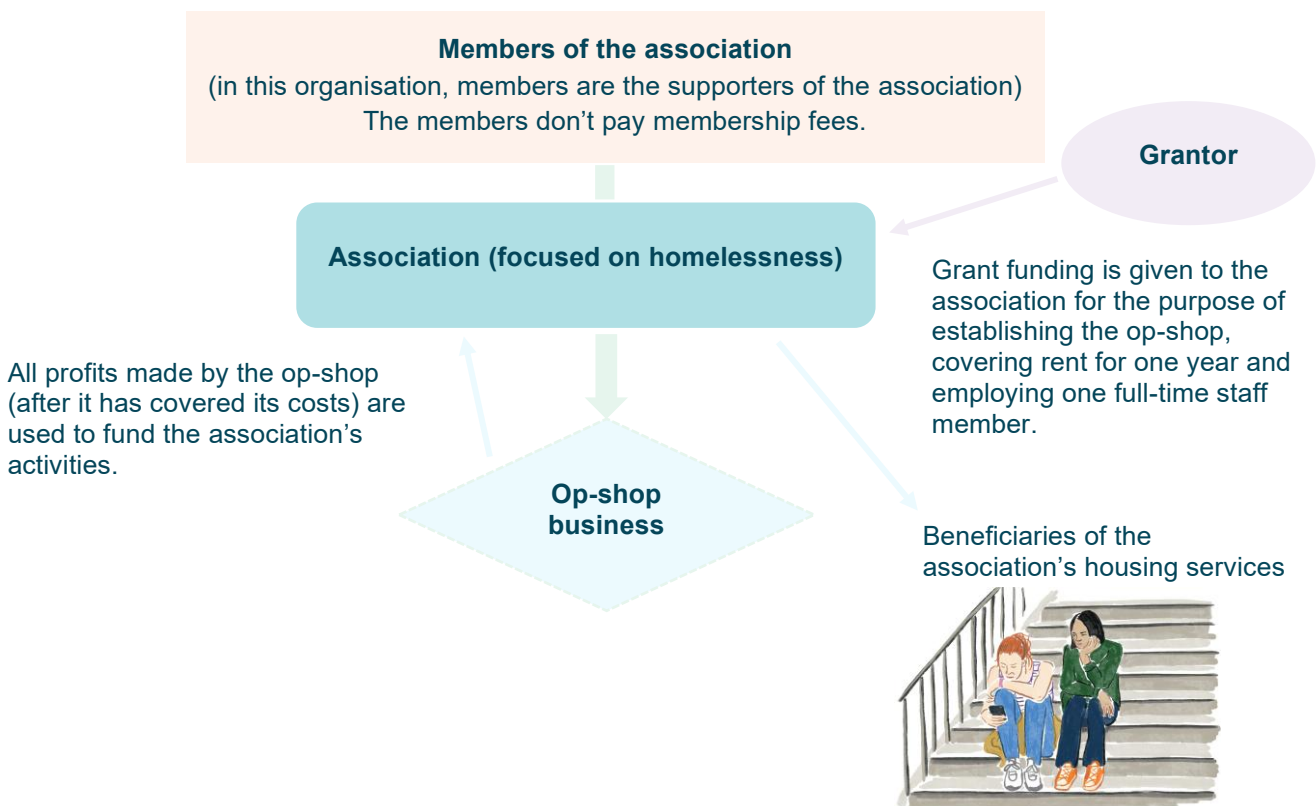 Members of the association
(in this organisation, members are the supporters of the association)
The members don’t pay membership fees.
Grantor
Association (focused on homelessness)
Grant funding is given to the
association for the purpose of
establishing the op-shop,
covering rent for one year and
employing one full-time staff
member.
All profits made by the op-shop
(after it has covered its costs) are
used to fund the association’s
activities.
Op-shop
business
Beneficiaries of the
association’s housing services